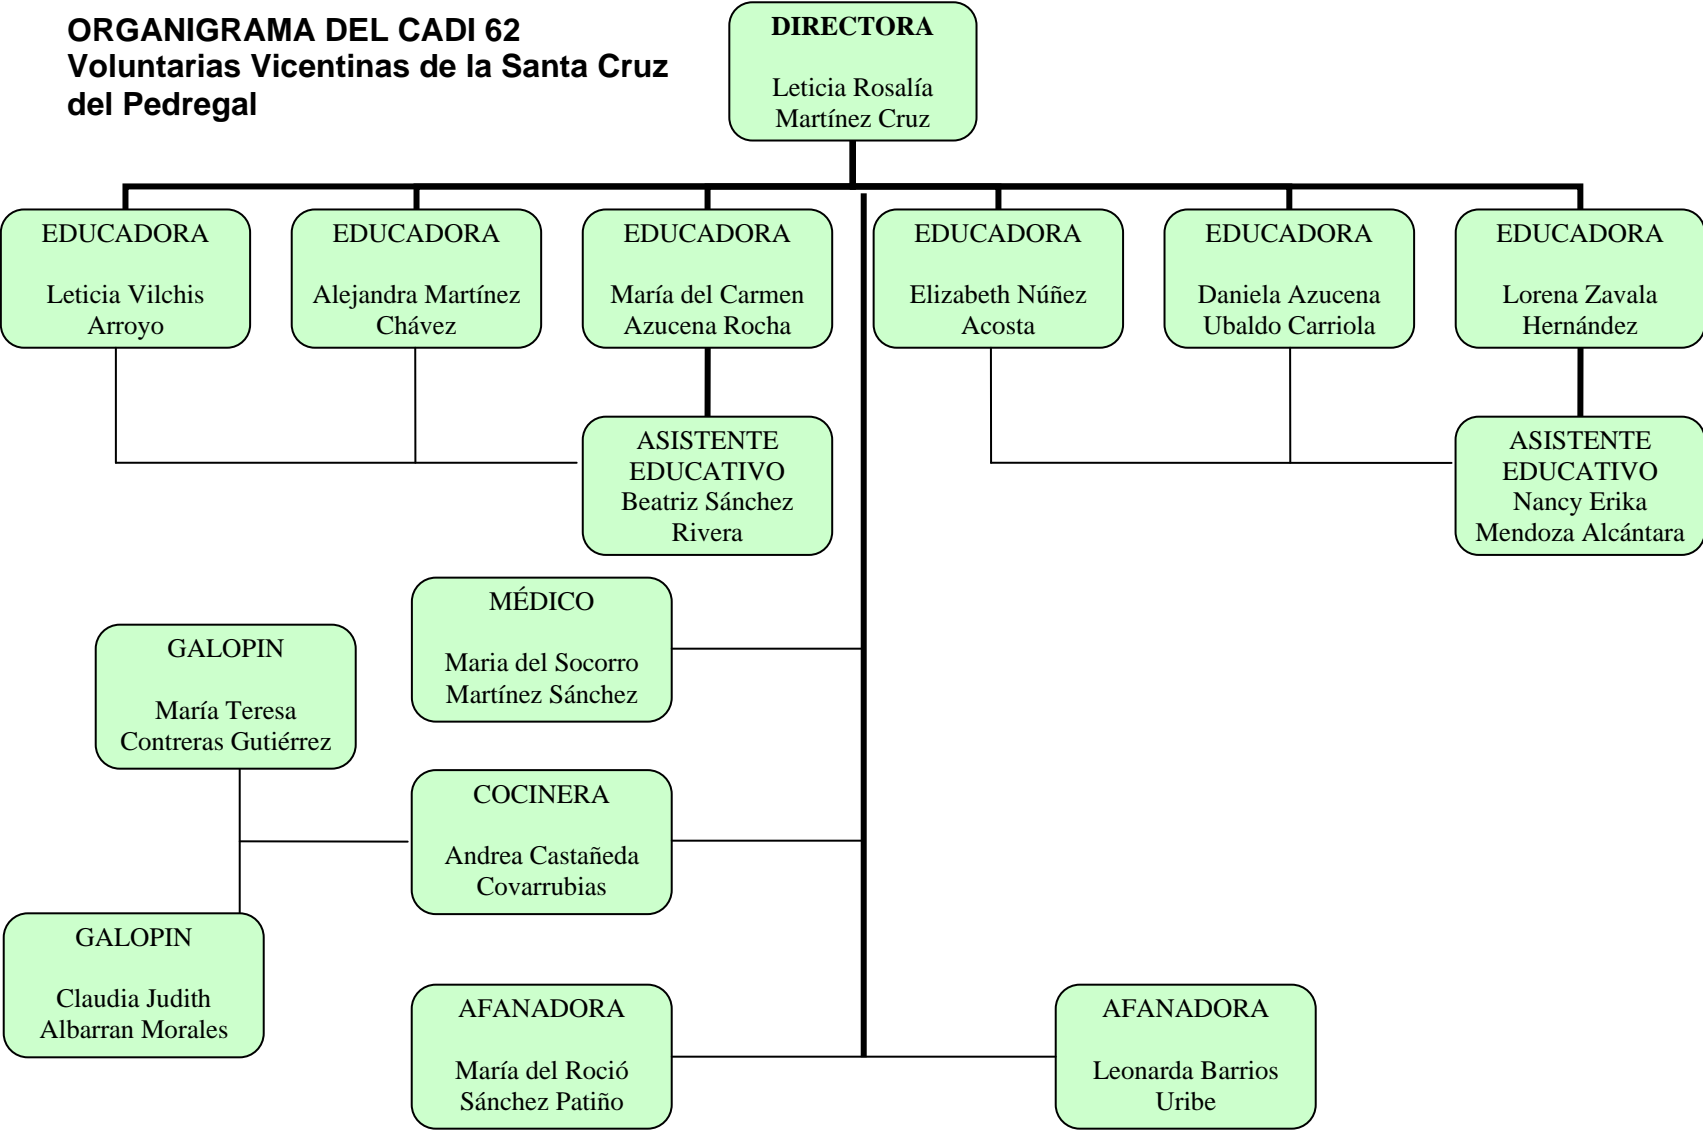 ORGANIGRAMA DEL CADI 62
Voluntarias Vicentinas de la Santa Cruz
del Pedregal
DIRECTORA
Leticia Rosalía
Martínez Cruz
EDUCADORA
Leticia Vilchis
Arroyo
EDUCADORA
Alejandra Martínez
Chávez
EDUCADORA
María del Carmen
Azucena Rocha
EDUCADORA
Elizabeth Núñez
Acosta
EDUCADORA
Daniela Azucena
Ubaldo Carriola
EDUCADORA
Lorena Zavala
Hernández
ASISTENTE
EDUCATIVO
Beatriz Sánchez
Rivera
ASISTENTE
EDUCATIVO
Nancy Erika
Mendoza Alcántara
MÉDICO
Maria del Socorro
Martínez Sánchez
GALOPIN
María Teresa
Contreras Gutiérrez
COCINERA
Andrea Castañeda
Covarrubias
GALOPIN
Claudia Judith
Albarran Morales
AFANADORA
María del Roció
Sánchez Patiño
AFANADORA
Leonarda Barrios
Uribe